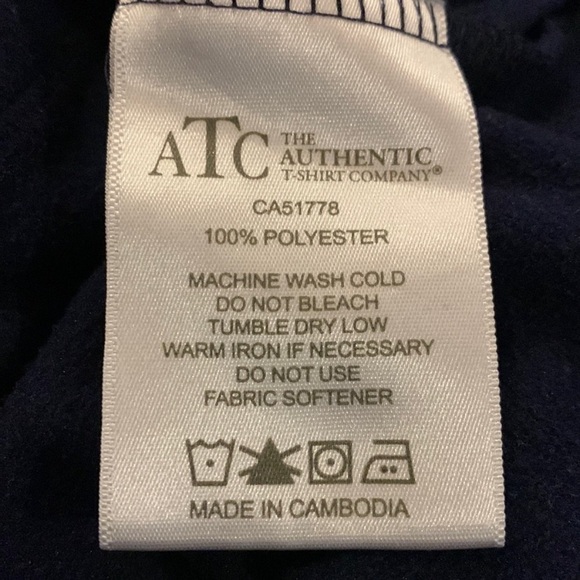 ATC THE
AUTHENTIC
T-SHIRT COMPANY®
CA51778
100% POLYESTER
MACHINE WASH COLD
DO NOT BLEACH
TUMBLE DRY LOW
WARM IRON IF NECESSARY
DO NOT USE
FABRIC SOFTENER
MADE IN CAMBODIA